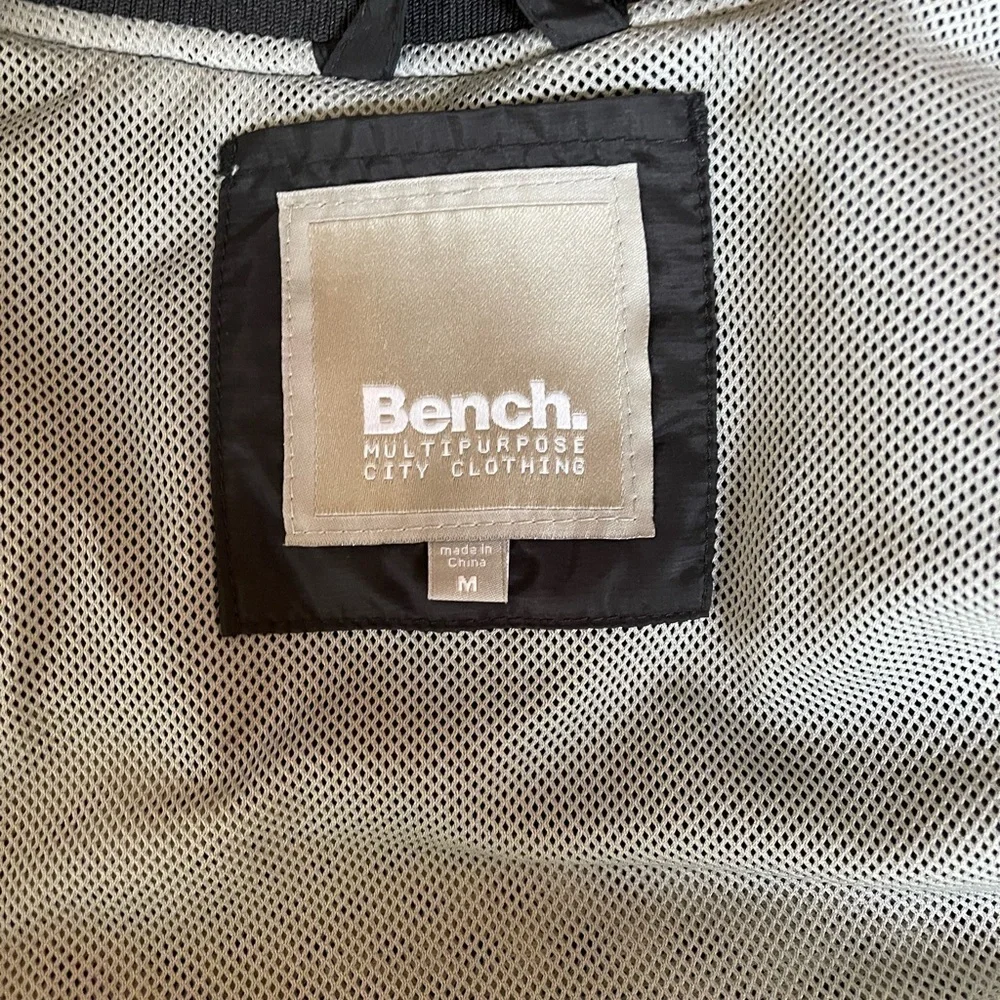 Bench.
MULTIPURPOSE
CITY CLOTHING
made in
China
M